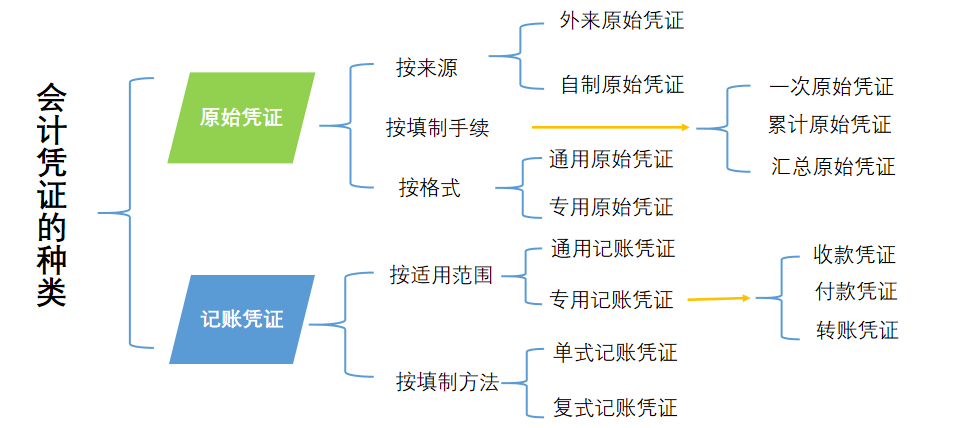 会计凭证的种类
原始凭证
按来源
外来原始凭证
自制原始凭证
按填制手续
一次原始凭证
累计原始凭证
汇总原始凭证
按格式
通用原始凭证
专用原始凭证
记账凭证
按适用范围
通用记账凭证
专用记账凭证
收款凭证
付款凭证
转账凭证
按填制方法
单式记账凭证
复式记账凭证